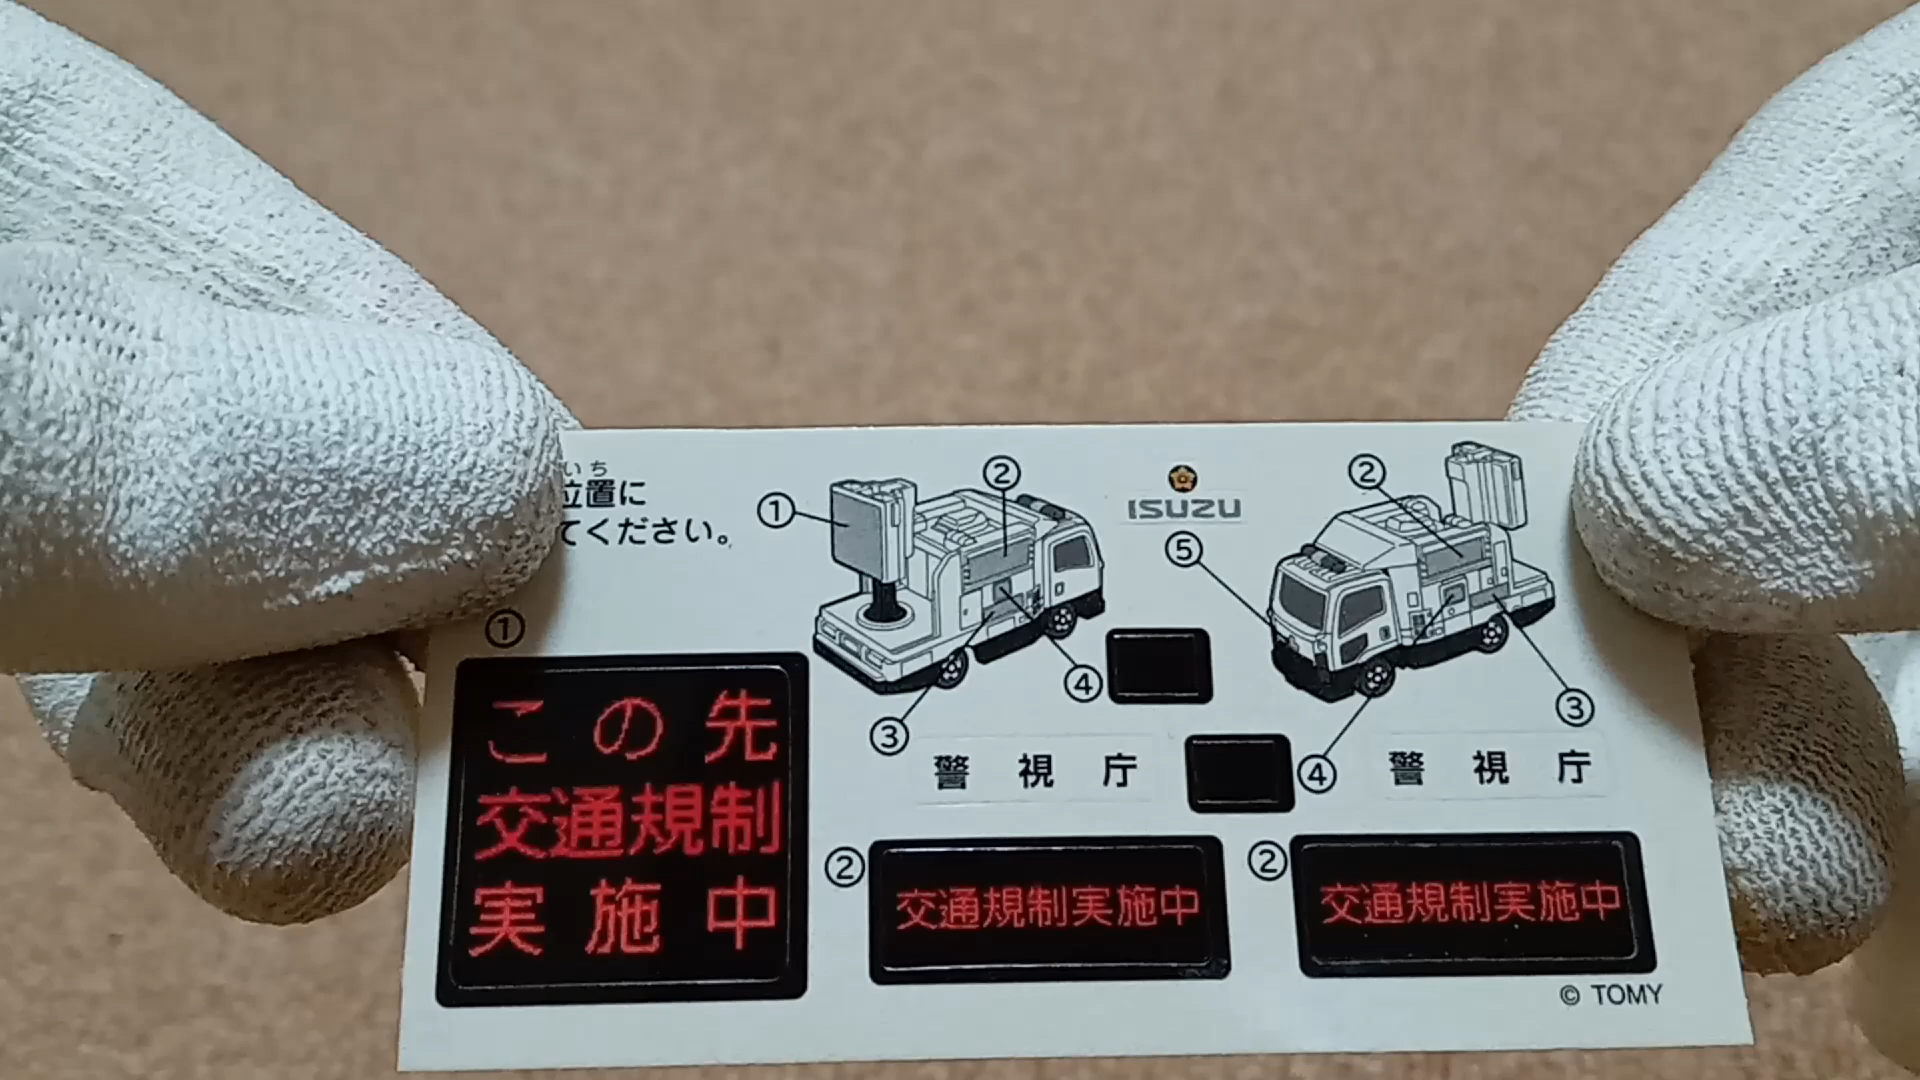 いち
位置に
てください。
①
②
ISUZU
⑤
②
①
④
③
③
④
警視庁
警視庁
この先
交通規制
実施中
②
交通規制実施中
②
交通規制実施中
© TOMY